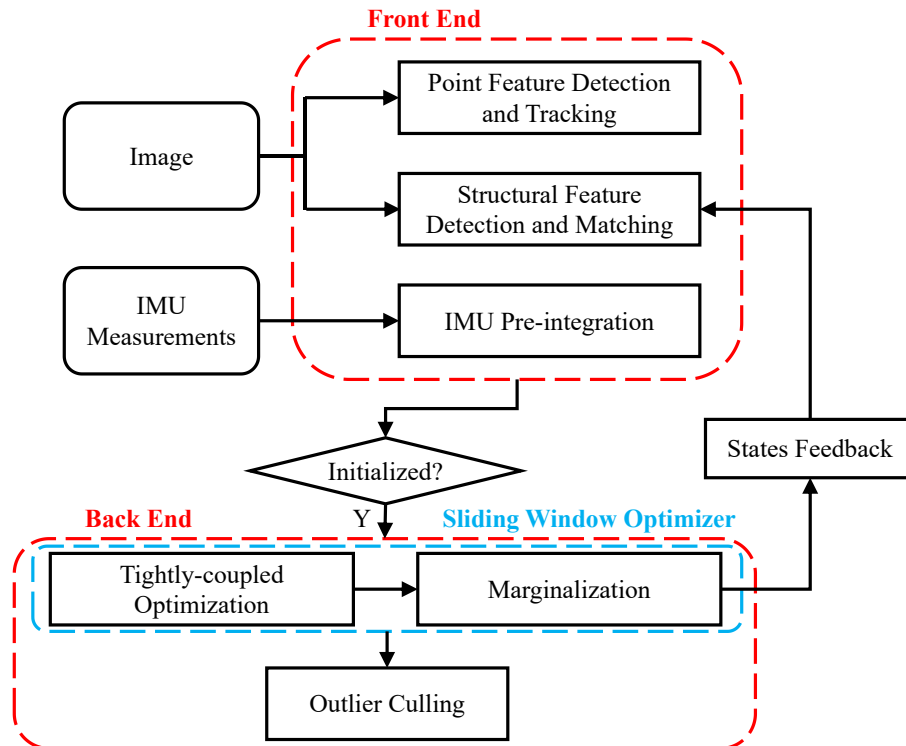 Front End
Point Feature Detection
and Tracking
Image
Structural Feature
Detection and Matching
IMU
Measurements
IMU Pre-integration
Initialized?
States Feedback
Y
Back End
Sliding Window Optimizer
Tightly-coupled
Optimization
Marginalization
Outlier Culling